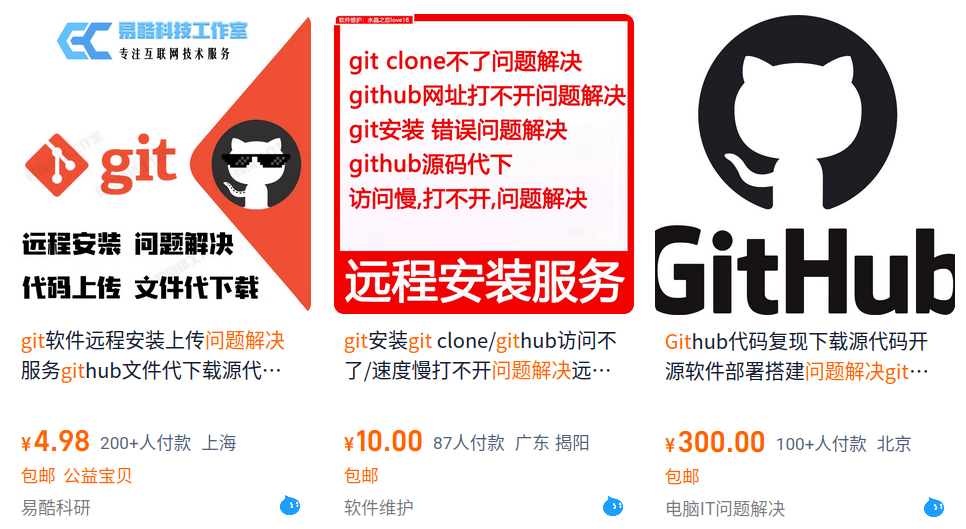 易酷科技工作室
专注互联网技术服务
git
远程安装 问题解决
代码上传 文件代下载
git软件远程安装上传问题解决
服务github文件代下载源代…
¥4.98 200+人付款 上海
包邮 公益宝贝
易酷科研
软件维护:水晶之恋love18
git clone不了问题解决
github网址打不开问题解决
git安装 错误问题解决
github源码代下
访问慢,打不开,问题解决
远程安装服务
git安装git clone/github访问不
了/速度慢打不开问题解决远…
¥10.00 87人付款 广东 揭阳
包邮
软件维护
GitHub
Github代码复现下载源代码开
源软件部署搭建问题解决git…
¥300.00 100+人付款 北京
包邮
电脑IT问题解决